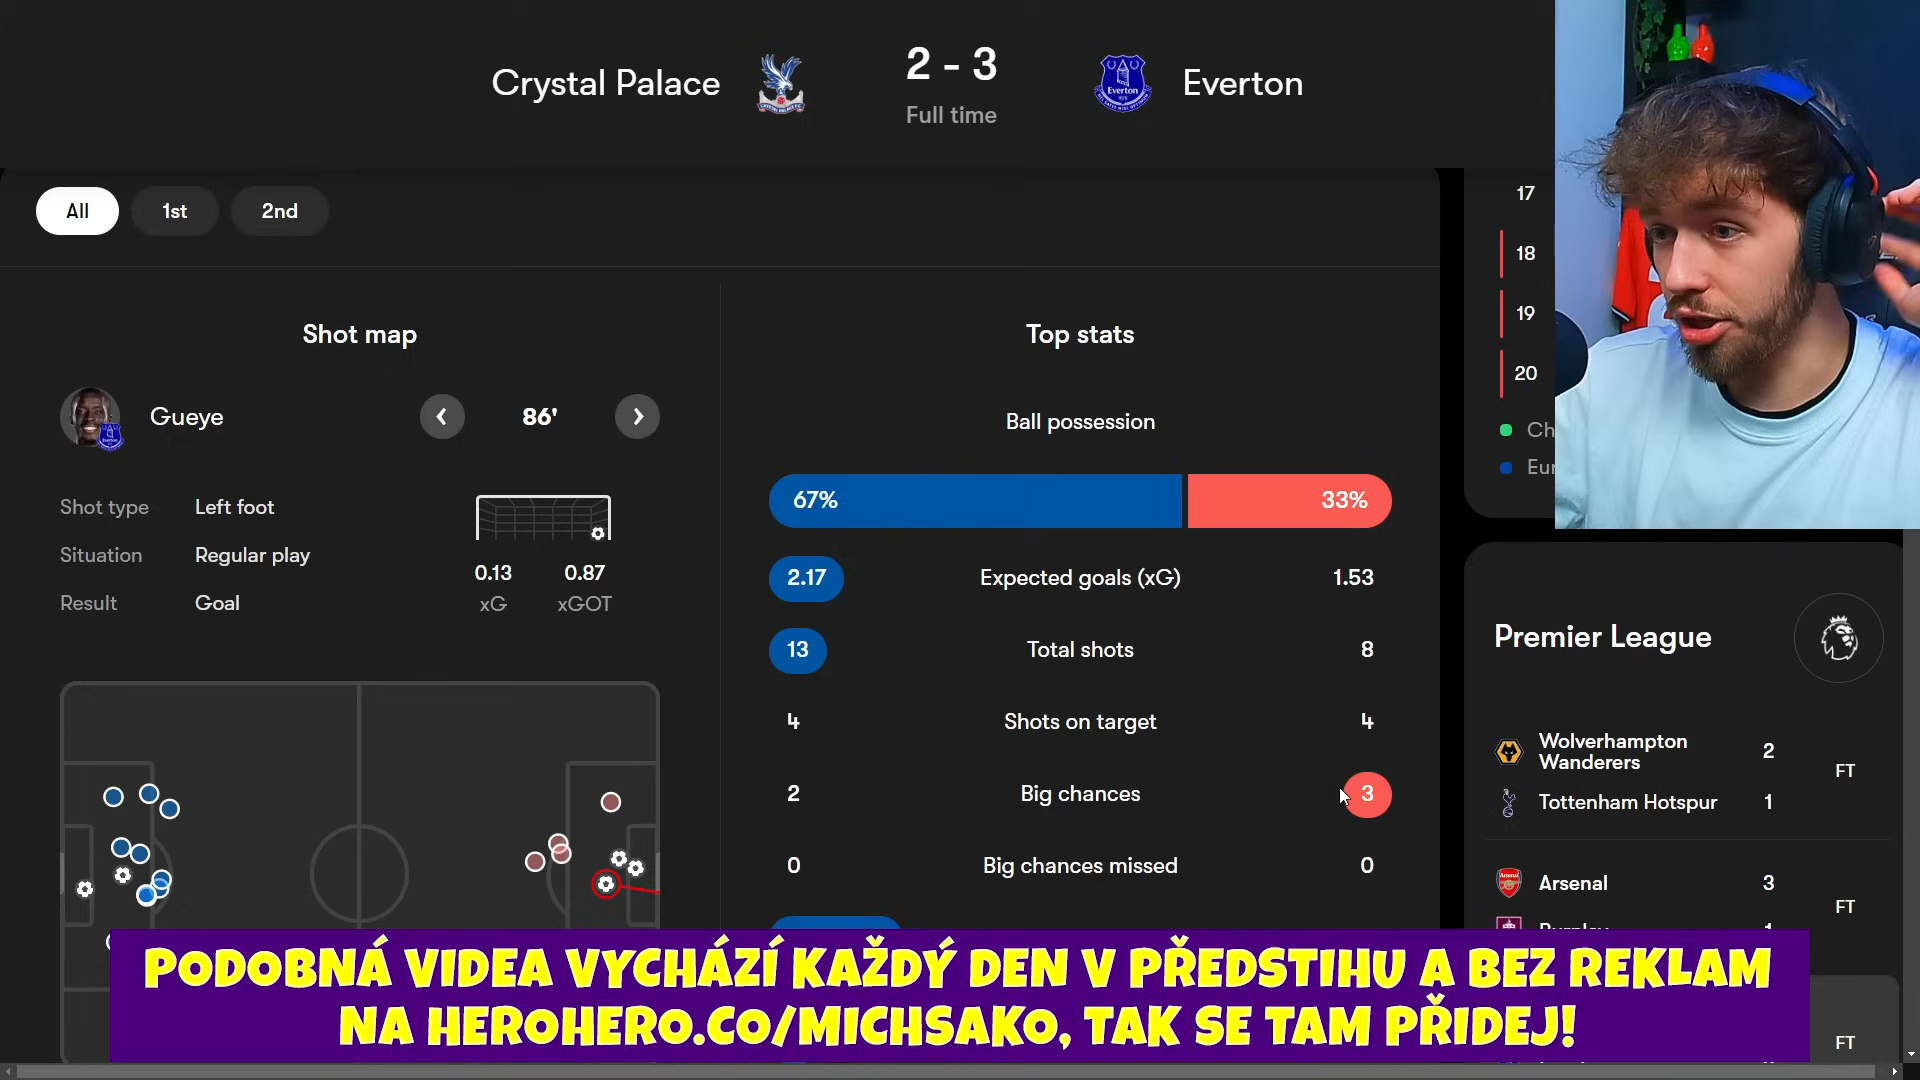 Crystal Palace
2 - 3
Full time
Everton
All
1st
2nd
17
18
19
20
Shot map
Gueye
86'
Shot type Left foot
Situation Regular play
Result Goal
0.13 0.87
xG xGOT
Top stats
Ball possession
67% 33%
2.17 Expected goals (xG) 1.53
13 Total shots 8
4 Shots on target 4
2 Big chances 3
0 Big chances missed 0
Premier League
Wolverhampton
Wanderers 2
FT
Tottenham Hotspur 1
Arsenal 3
FT
FT
PODOBNÁ VIDEA VYCHÁZÍ KAŽDÝ DEN V PŘEDSTIHU A BEZ REKLAM
NA HEROHERO.CO/MICHSAKO, TAK SE TAM PŘIDEJ!